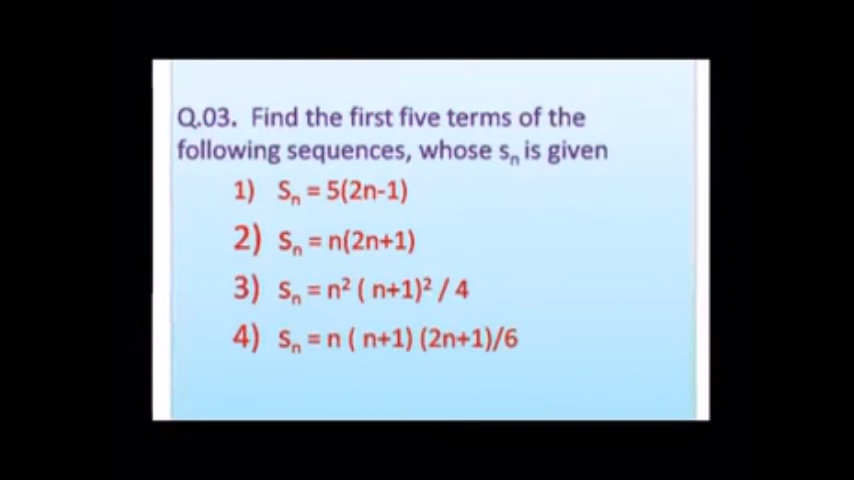 Q.03. Find the first five terms of the
following sequences, whose sₙ is given
1) Sₙ = 5(2n-1)
2) Sₙ = n(2n+1)
3) Sₙ = n² ( n+1)² / 4
4) Sₙ = n ( n+1) (2n+1)/6